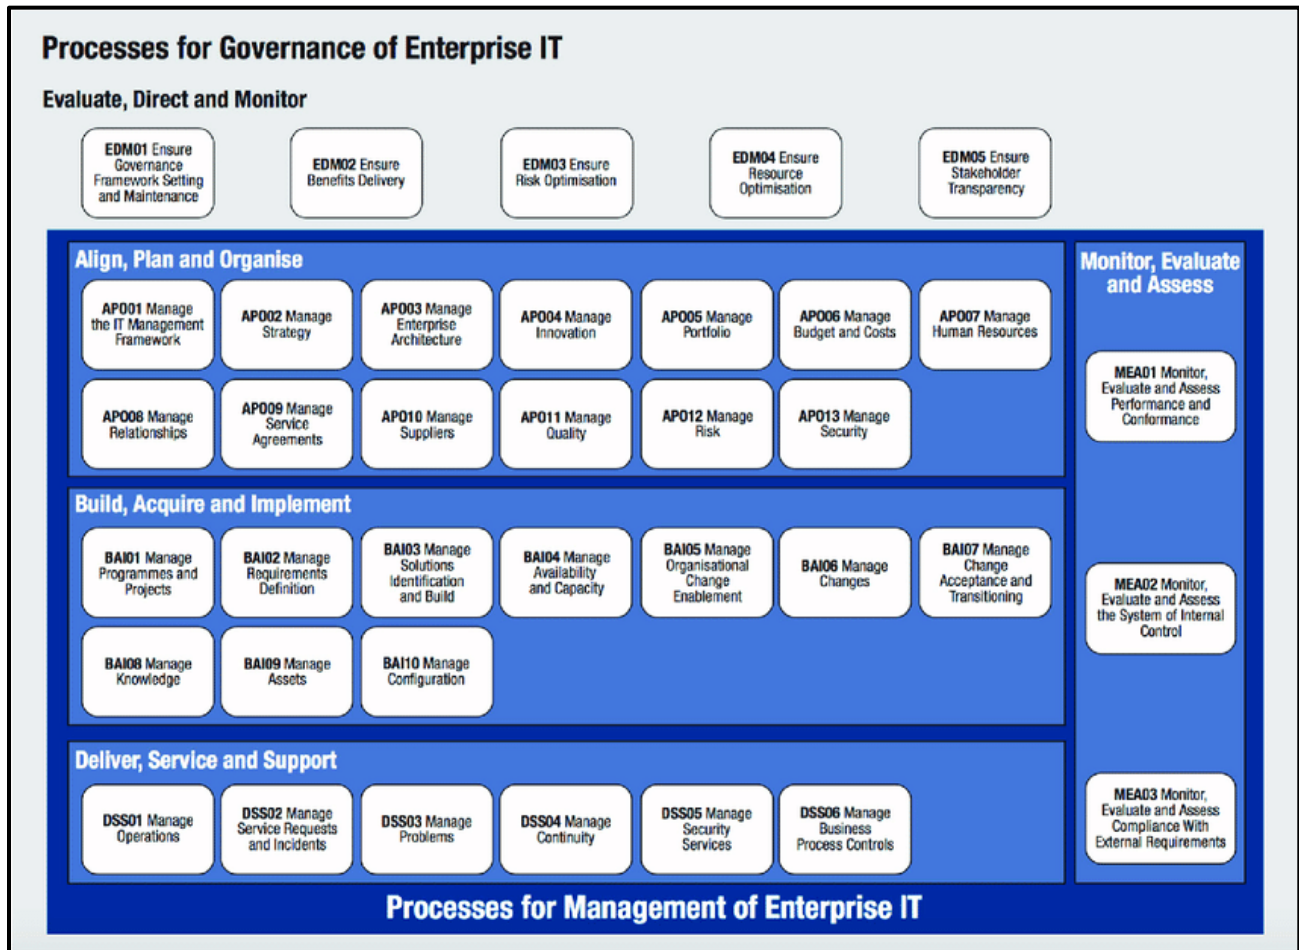 Processes for Governance of Enterprise IT
Evaluate, Direct and Monitor
EDM01 Ensure
Governance
Framework Setting
and Maintenance
EDM02 Ensure
Benefits Delivery
EDM03 Ensure
Risk Optimisation
EDM04 Ensure
Resource
Optimisation
EDM05 Ensure
Stakeholder
Transparency
Align, Plan and Organise
APO01 Manage
the IT Management
Framework
APO02 Manage
Strategy
APO03 Manage
Enterprise
Architecture
APO04 Manage
Innovation
APO05 Manage
Portfolio
APO06 Manage
Budget and Costs
APO07 Manage
Human Resources
APO08 Manage
Relationships
APO09 Manage
Service
Agreements
APO10 Manage
Suppliers
APO11 Manage
Quality
APO12 Manage
Risk
APO13 Manage
Security
Build, Acquire and Implement
BAI01 Manage
Programmes and
Projects
BAI02 Manage
Requirements
Definition
BAI03 Manage
Solutions
Identification
and Build
BAI04 Manage
Availability
and Capacity
BAI05 Manage
Organisational
Change
Enablement
BAI06 Manage
Changes
BAI07 Manage
Change
Acceptance and
Transitioning
BAI08 Manage
Knowledge
BAI09 Manage
Assets
BAI10 Manage
Configuration
Deliver, Service and Support
DSS01 Manage
Operations
DSS02 Manage
Service Requests
and Incidents
DSS03 Manage
Problems
DSS04 Manage
Continuity
DSS05 Manage
Security
Services
DSS06 Manage
Business
Process Controls
Monitor, Evaluate
and Assess
MEA01 Monitor,
Evaluate and Assess
Performance and
Conformance
MEA02 Monitor,
Evaluate and Assess
the System of Internal
Control
MEA03 Monitor,
Evaluate and Assess
Compliance With
External Requirements
Processes for Management of Enterprise IT